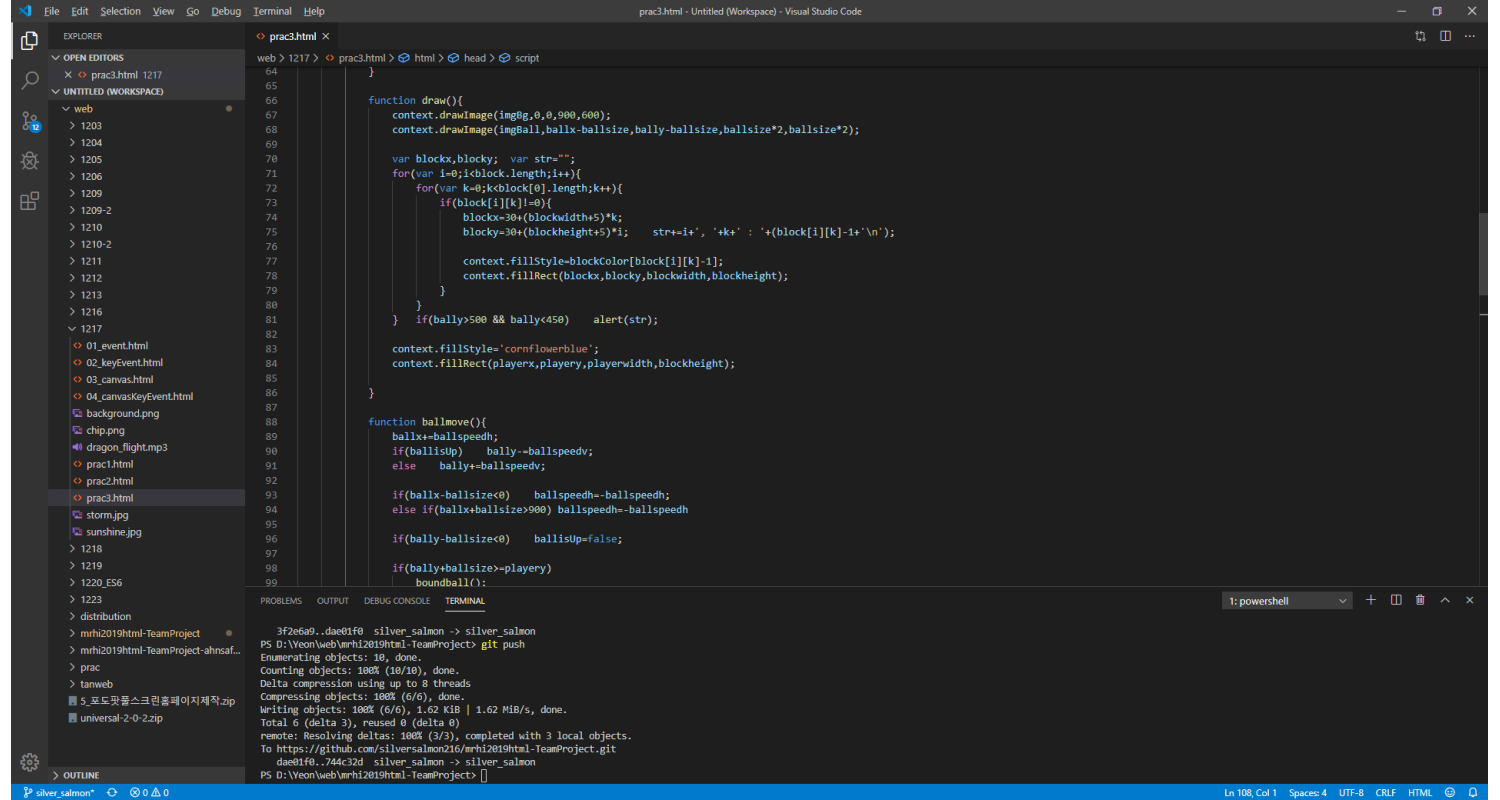 File Edit Selection View Go Debug Terminal Help
prac3.html - Untitled (Workspace) - Visual Studio Code
EXPLORER
OPEN EDITORS
prac3.html 1217
UNTITLED (WORKSPACE)
web
1203
1204
1205
1206
1209
1209-2
1210
1210-2
1211
1212
1213
1216
1217
01_event.html
02_keyEvent.html
03_canvas.html
04_canvasKeyEvent.html
background.png
chip.png
dragon_flight.mp3
prac1.html
prac2.html
prac3.html
storm.jpg
sunshine.jpg
1218
1219
1220_ES6
1223
distribution
mrhi2019html-TeamProject
mrhi2019html-TeamProject-ahnsaf...
prac
tanweb
5_포도팟풀스크린홈페이지제작.zip
universal-2-0-2.zip
OUTLINE
12
prac3.html
web > 1217 > prac3.html > html > head > script
64 }
65
66 function draw(){
67 context.drawImage(imgBg,0,0,900,600);
68 context.drawImage(imgBall,ballx-ballsize,bally-ballsize,ballsize*2,ballsize*2);
69
70 var blockx,blocky; var str="";
71 for(var i=0;i<block.length;i++){
72 for(var k=0;k<block[0].length;k++){
73 if(block[i][k]!=0){
74 blockx=30+(blockwidth+5)*k;
75 blocky=30+(blockheight+5)*i; str+=i+', '+k+' : '+(block[i][k]-1+'\n');
76
77 context.fillStyle=blockColor[block[i][k]-1];
78 context.fillRect(blockx,blocky,blockwidth,blockheight);
79 }
80 }
81 } if(bally>500 && bally<450) alert(str);
82
83 context.fillStyle='cornflowerblue';
84 context.fillRect(playerx,playery,playerwidth,blockheight);
85
86 }
87
88 function ballmove(){
89 ballx+=ballspeedh;
90 if(ballisUp) bally-=ballspeedv;
91 else bally+=ballspeedv;
92
93 if(ballx-ballsize<0) ballspeedh=-ballspeedh;
94 else if(ballx+ballsize>900) ballspeedh=-ballspeedh
95
96 if(bally-ballsize<0) ballisUp=false;
97
98 if(bally+ballsize>=playery)
99 boundball();
PROBLEMS OUTPUT DEBUG CONSOLE TERMINAL
1: powershell
3f2e6a9..dae01f0 silver_salmon -> silver_salmon
PS D:\Yeon\web\mrhi2019html-TeamProject> git push
Enumerating objects: 10, done.
Counting objects: 100% (10/10), done.
Delta compression using up to 8 threads
Compressing objects: 100% (6/6), done.
Writing objects: 100% (6/6), 1.62 KiB | 1.62 MiB/s, done.
Total 6 (delta 3), reused 0 (delta 0)
remote: Resolving deltas: 100% (3/3), completed with 3 local objects.
To https://github.com/silversalmon216/mrhi2019html-TeamProject.git
dae01f0..744c32d silver_salmon -> silver_salmon
PS D:\Yeon\web\mrhi2019html-TeamProject>
silver_salmon* 0 0 Ln 108, Col 1 Spaces: 4 UTF-8 CRLF HTML